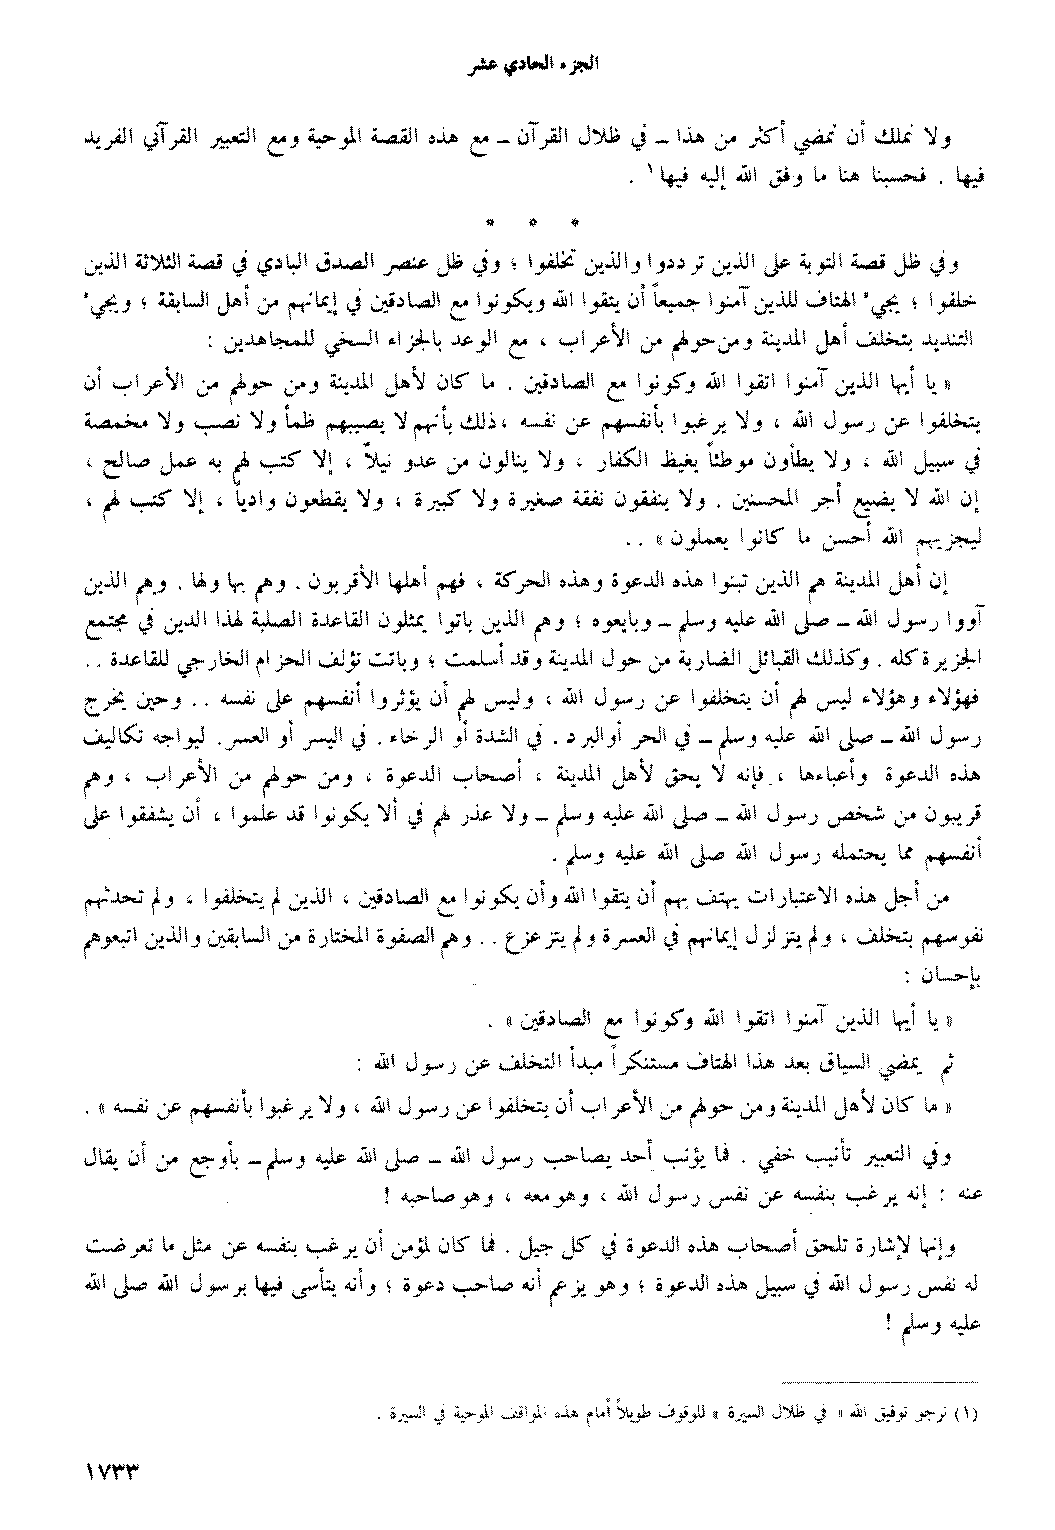 الجزء الحادي عشر
ولا نملك أن نمضي أكثر من هذا ــ في ظلال القرآن ــ مع هذه القصة الموحية ومع التعبير القرآني الفريد
فيها . فحسبنا هنا ما وفق الله إليه فيها١ .
* * *
وفي ظل قصة التوبة على الذين ترددوا والذين تخلفوا ؛ وفي ظل عنصر الصدق البادي في قصة الثلاثة الذين
خلفوا ؛ يجيء الهتاف للذين آمنوا جميعاً أن يتقوا الله ويكونوا مع الصادقين في إيمانهم من أهل السابقة ؛ ويجيء
التنديد بتخلف أهل المدينة ومن حولهم من الأعراب ، مع الوعد بالجزاء السخي للمجاهدين :
« يا أيها الذين آمنوا اتقوا الله وكونوا مع الصادقين . ما كان لأهل المدينة ومن حولهم من الأعراب أن
يتخلفوا عن رسول الله ، ولا يرغبوا بأنفسهم عن نفسه ، ذلك بأنهم لا يصيبهم ظمأ ولا نصب ولا مخمصة
في سبيل الله ، ولا يطأون موطئاً يغيظ الكفار ، ولا ينالون من عدو نيلاً ، إلا كتب لهم به عمل صالح ،
إن الله لا يضيع أجر المحسنين . ولا ينفقون نفقة صغيرة ولا كبيرة ، ولا يقطعون وادياً ، إلا كتب لهم ،
ليجزيهم الله أحسن ما كانوا يعملون » . .
إن أهل المدينة هم الذين تبنوا هذه الدعوة وهذه الحركة ، فهم أهلها الأقربون . وهم بها ولها . وهم الذين
آووا رسول الله ــ صلى الله عليه وسلم ــ وبايعوه ؛ وهم الذين باتوا يمثلون القاعدة الصلبة لهذا الدين في مجتمع
الجزيرة كله . وكذلك القبائل الضاربة من حول المدينة وقد أسلمت ؛ وباتت تؤلف الحزام الخارجي للقاعدة . .
فهؤلاء وهؤلاء ليس لهم أن يتخلفوا عن رسول الله ، وليس لهم أن يؤثروا أنفسهم على نفسه . . وحين يخرج
رسول الله ــ صلى الله عليه وسلم ــ في الحر أو البرد . في الشدة أو الرخاء . في اليسر أو العسر . ليواجه تكاليف
هذه الدعوة وأعباءها ، فإنه لا يحق لأهل المدينة ، أصحاب الدعوة ، ومن حولهم من الأعراب ، وهم
قريبون من شخص رسول الله ــ صلى الله عليه وسلم ــ ولا عذر لهم في ألا يكونوا قد علموا ، أن يشفقوا على
أنفسهم مما يحتمله رسول الله صلى الله عليه وسلم .
من أجل هذه الاعتبارات يهتف بهم أن يتقوا الله وأن يكونوا مع الصادقين ، الذين لم يتخلفوا ، ولم تحدثهم
نفوسهم بتخلف ، ولم يتزلزل إيمانهم في العسرة ولم يتزعزع . . وهم الصفوة المختارة من السابقين والذين اتبعوهم
بإحسان :
« يا أيها الذين آمنوا اتقوا الله وكونوا مع الصادقين » .
ثم يمضي السياق بعد هذا الهتاف مستنكراً مبدأ التخلف عن رسول الله :
« ما كان لأهل المدينة ومن حولهم من الأعراب أن يتخلفوا عن رسول الله ، ولا يرغبوا بأنفسهم عن نفسه » .
وفي التعبير تأنيب خفي . فما يؤنب أحد يصاحب رسول الله ــ صلى الله عليه وسلم ــ بأوجع من أن يقال
عنه : إنه يرغب بنفسه عن نفس رسول الله ، وهو معه ، وهو صاحبه !
وإنها لإشارة تلحق أصحاب هذه الدعوة في كل جيل . فما كان لمؤمن أن يرغب بنفسه عن مثل ما تعرضت
له نفس رسول الله في سبيل هذه الدعوة ؛ وهو يزعم أنه صاحب دعوة ؛ وأنه يتأسى فيها برسول الله صلى الله
عليه وسلم !
(١) نرجو توفيق الله « في ظلال السيرة » للوقوف طويلاً أمام هذه المواقف الموحية في السيرة .
١٧٣٣